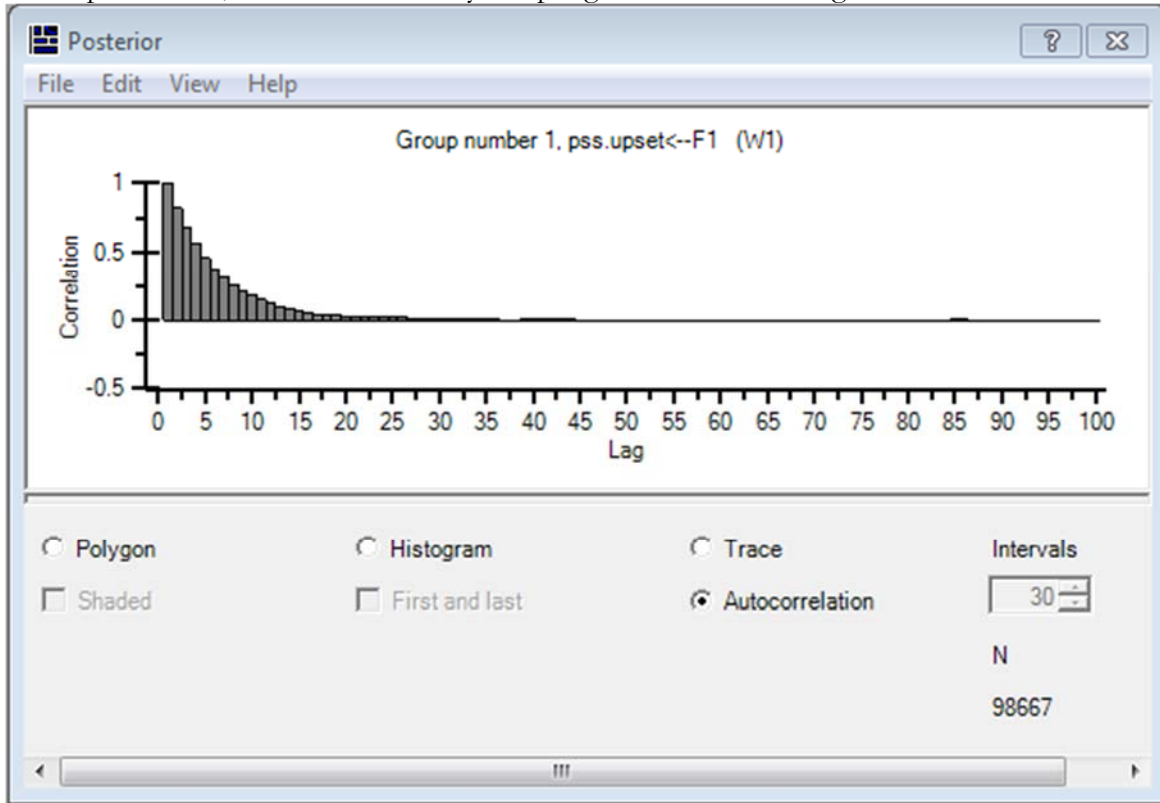 Posterior
File Edit View Help
Group number 1, pss.upset<--F1 (W1)
1
0.5
0
-0.5
Correlation
0 5 10 15 20 25 30 35 40 45 50 55 60 65 70 75 80 85 90 95 100
Lag
Polygon Histogram Trace Intervals
Shaded First and last Autocorrelation 30
N
98667